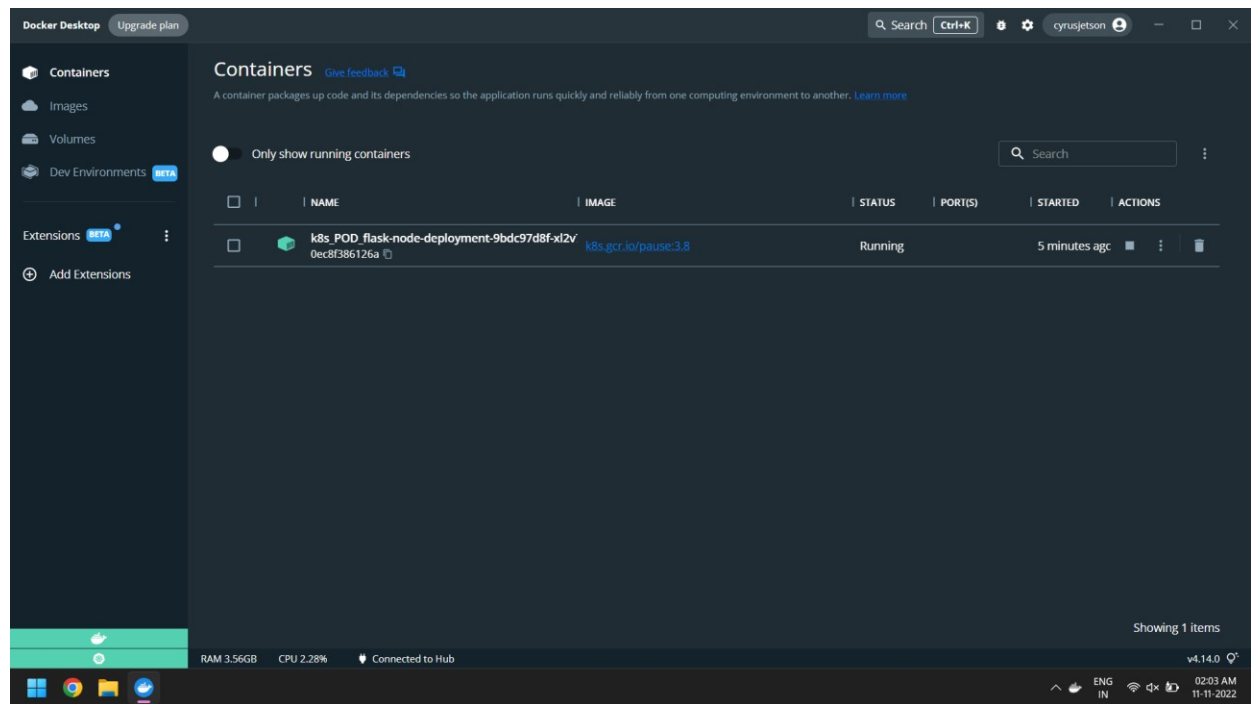 Docker Desktop Upgrade plan Search Ctrl+K cyrusjetson
Containers
Images
Volumes
Dev Environments BETA
Extensions BETA
Add Extensions
Containers Give feedback
A container packages up code and its dependencies so the application runs quickly and reliably from one computing environment to another. Learn more
Only show running containers Search
NAME IMAGE STATUS PORT(S) STARTED ACTIONS
k8s_POD_flask-node-deployment-9bdc97d8f-xl2v k8s.gcr.io/pause:3.8 Running 5 minutes agc
0ec8f386126a
Showing 1 items
RAM 3.56GB CPU 2.28% Connected to Hub v4.14.0
ENG 02:03 AM
IN 11-11-2022